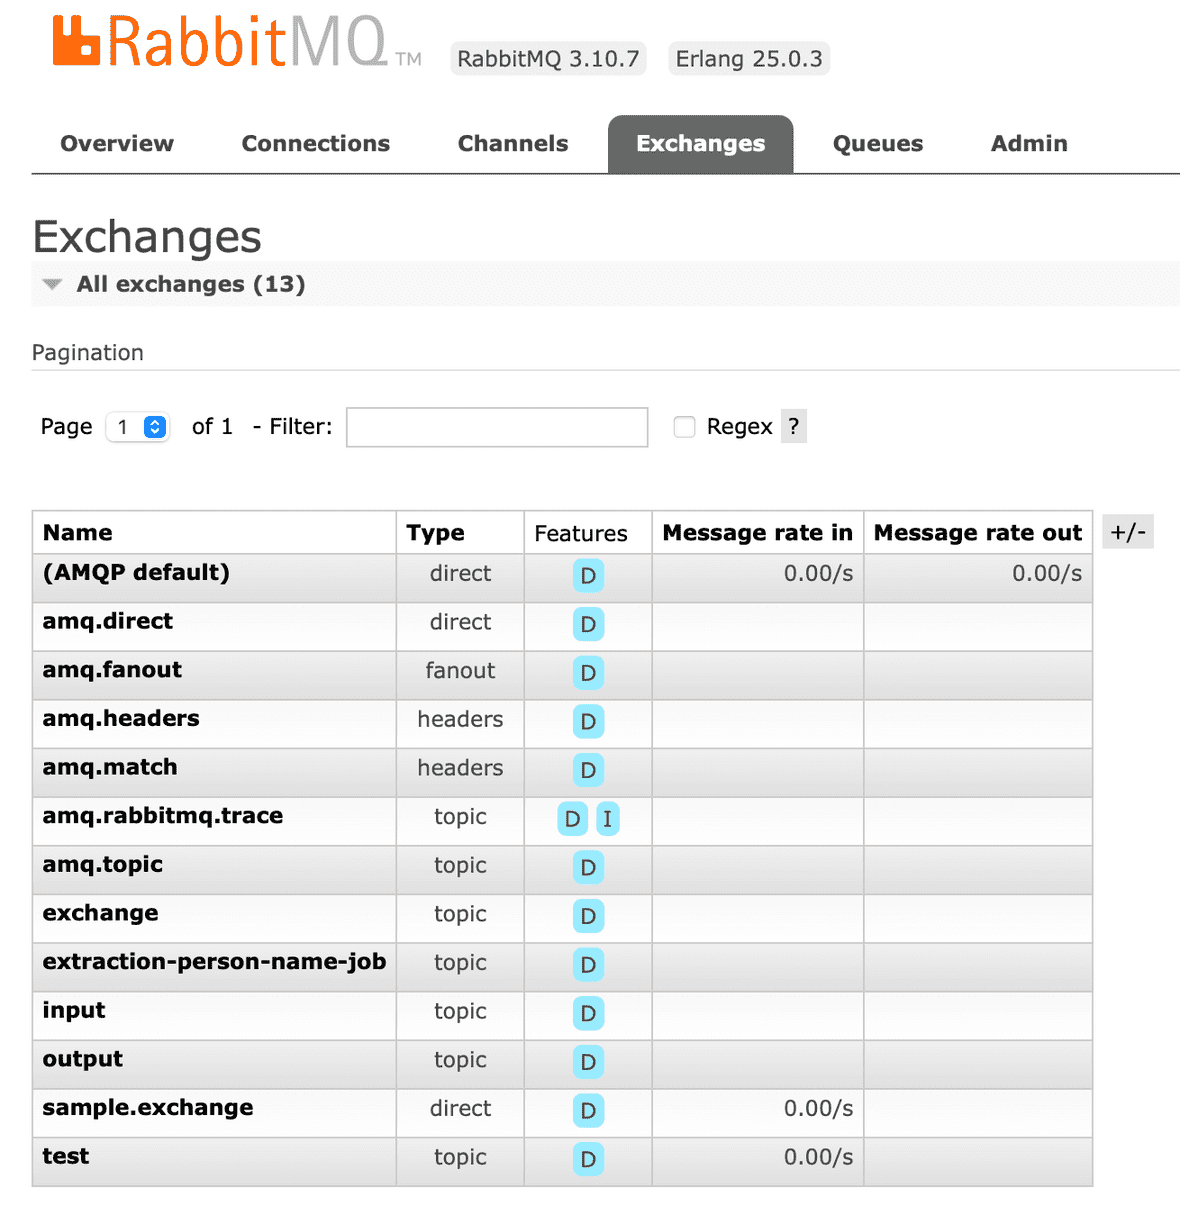 RabbitMQ TM RabbitMQ 3.10.7 Erlang 25.0.3
Overview Connections Channels Exchanges Queues Admin
Exchanges
All exchanges (13)
Pagination
Page 1 of 1 - Filter: Regex ?
Name Type Features Message rate in Message rate out +/-
(AMQP default) direct D 0.00/s 0.00/s
amq.direct direct D
amq.fanout fanout D
amq.headers headers D
amq.match headers D
amq.rabbitmq.trace topic D I
amq.topic topic D
exchange topic D
extraction-person-name-job topic D
input topic D
output topic D
sample.exchange direct D 0.00/s
test topic D 0.00/s